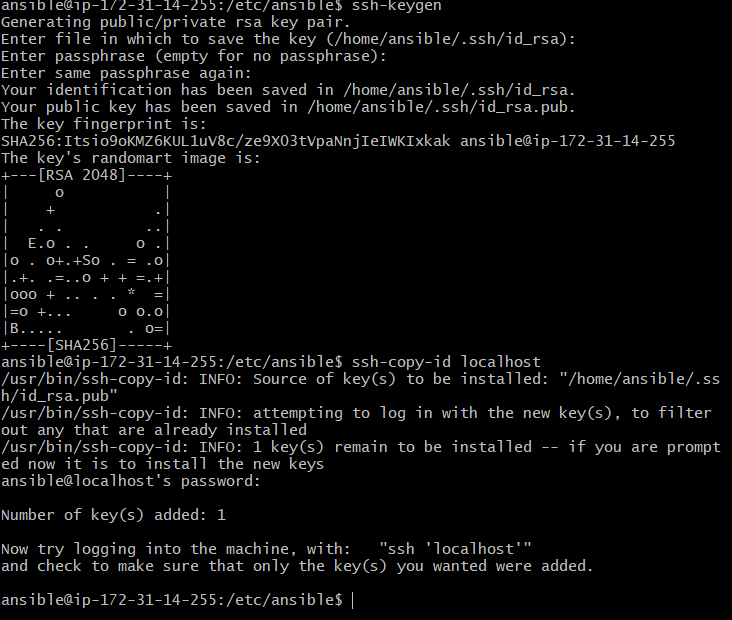 ansible@ip-172-31-14-255:/etc/ansible$ ssh-keygen
Generating public/private rsa key pair.
Enter file in which to save the key (/home/ansible/.ssh/id_rsa):
Enter passphrase (empty for no passphrase):
Enter same passphrase again:
Your identification has been saved in /home/ansible/.ssh/id_rsa.
Your public key has been saved in /home/ansible/.ssh/id_rsa.pub.
The key fingerprint is:
SHA256:Itsio9oKMZ6KUL1uV8c/ze9XO3tVpaNnjIeIWKIxkak ansible@ip-172-31-14-255
The key's randomart image is:
+---[RSA 2048]----+
|     o           |
|    +           .|
|   . .         ..|
|  E.o . .     o .|
|o . o+.+So . = .o|
|.+. .=..o + + =.+|
|ooo + .. . . *  =|
|=o +...     o o.o|
|B.....       . o=|
+----[SHA256]-----+
ansible@ip-172-31-14-255:/etc/ansible$ ssh-copy-id localhost
/usr/bin/ssh-copy-id: INFO: Source of key(s) to be installed: "/home/ansible/.ss
h/id_rsa.pub"
/usr/bin/ssh-copy-id: INFO: attempting to log in with the new key(s), to filter
out any that are already installed
/usr/bin/ssh-copy-id: INFO: 1 key(s) remain to be installed -- if you are prompt
ed now it is to install the new keys
ansible@localhost's password:
Number of key(s) added: 1
Now try logging into the machine, with:   "ssh 'localhost'"
and check to make sure that only the key(s) you wanted were added.
ansible@ip-172-31-14-255:/etc/ansible$